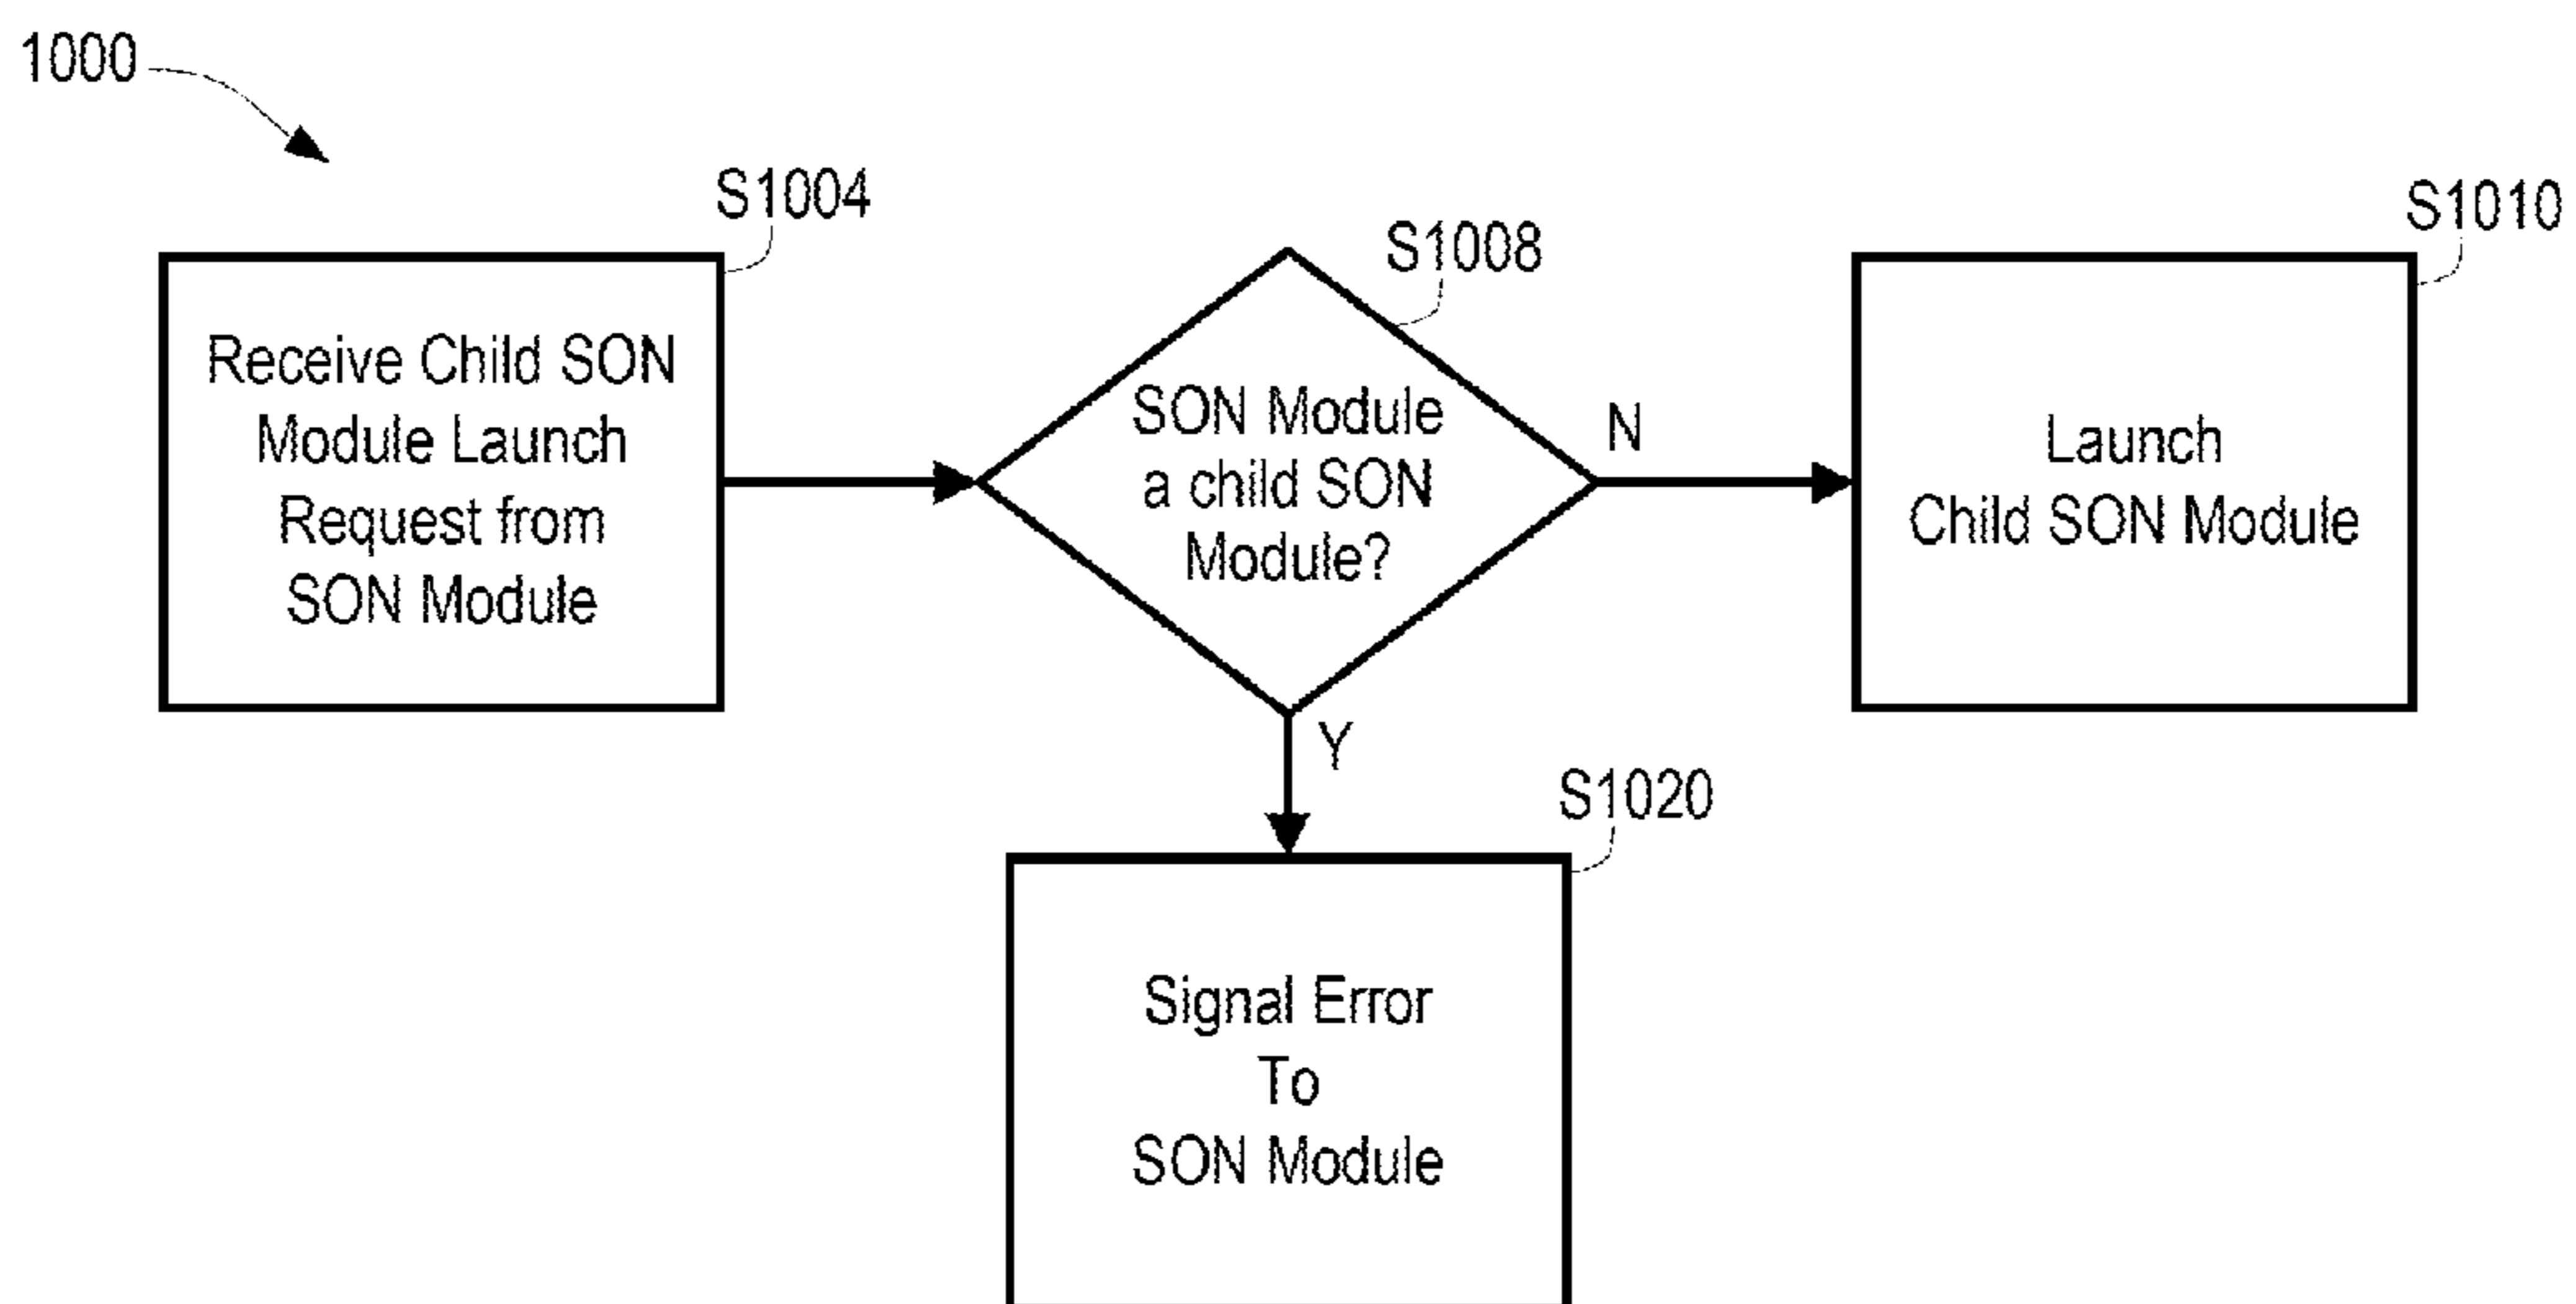 1000
S1004
Receive Child SON
Module Launch
Request from
SON Module
S1008
SON Module
a child SON
Module?
N
Y
S1010
Launch
Child SON Module
S1020
Signal Error
To
SON Module